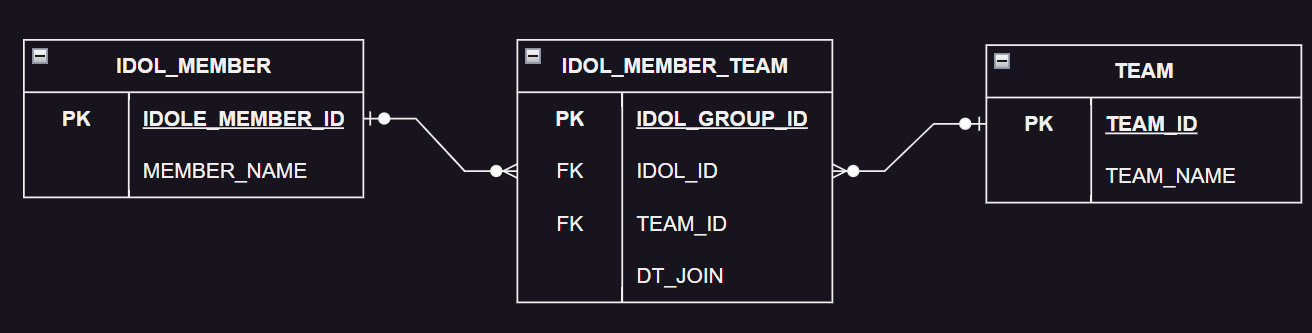 IDOL_MEMBER
PK IDOLE_MEMBER_ID
MEMBER_NAME
IDOL_MEMBER_TEAM
PK IDOL_GROUP_ID
FK IDOL_ID
FK TEAM_ID
DT_JOIN
TEAM
PK TEAM_ID
TEAM_NAME